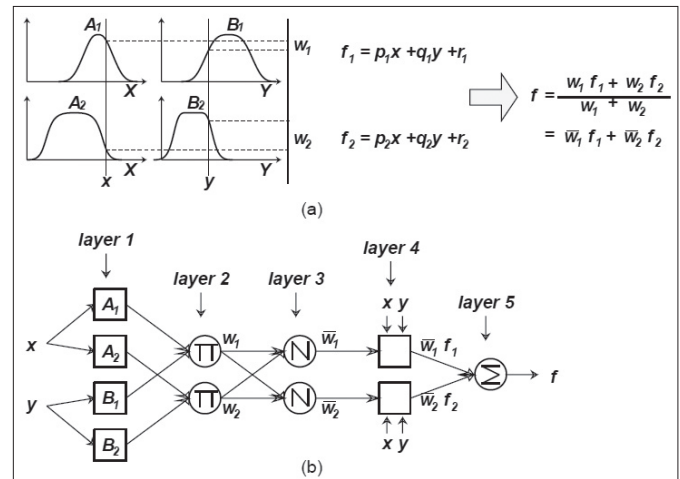 A₁ B₁
w₁ f₁ = p₁x +q₁y +r₁
X Y
f = w₁ f₁ + w₂ f₂ / w₁ + w₂
A₂ B₂
= w̅₁ f₁ + w̅₂ f₂
w₂ f₂ = p₂x +q₂y +r₂
X Y
x y
(a)
layer 1
layer 4
layer 2 layer 3
layer 5
x y
A₁
x w₁ w̅₁ w̅₁ f₁
A₂ Π N
Σ f
B₁ Π N
y w₂ w̅₂ w̅₂ f₂
B₂
x y
(b)